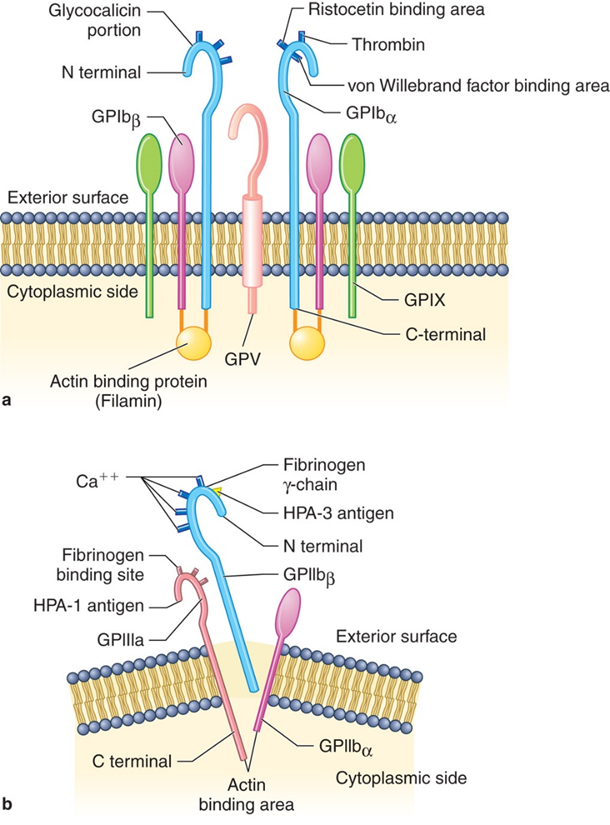 Glycocalicin
portion
N terminal
GPIbβ
Ristocetin binding area
Thrombin
von Willebrand factor binding area
GPIbα
Exterior surface
Cytoplasmic side
GPIX
C-terminal
GPV
Actin binding protein
(Filamin)
a
Ca++
Fibrinogen
γ-chain
HPA-3 antigen
N terminal
Fibrinogen
binding site
GPIIbβ
HPA-1 antigen
GPIIIa
Exterior surface
C terminal
GPIIbα
Actin
binding area
Cytoplasmic side
b